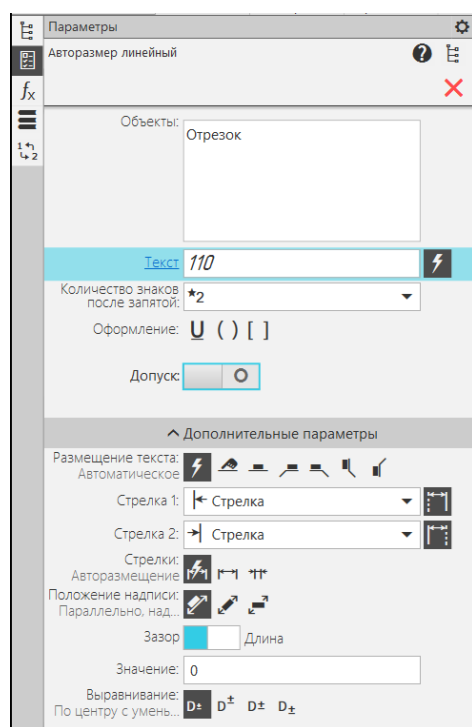 Параметры
Авторазмер линейный
Объекты:
Отрезок
Текст 110
Количество знаков после запятой: *2
Оформление: U ( ) [ ]
Допуск:
Дополнительные параметры
Размещение текста:
Автоматическое
Стрелка 1: Стрелка
Стрелка 2: Стрелка
Стрелки:
Авторазмещение
Положение надписи:
Параллельно, над...
Зазор Длина
Значение: 0
Выравнивание:
По центру с умень... D± D± D± D±